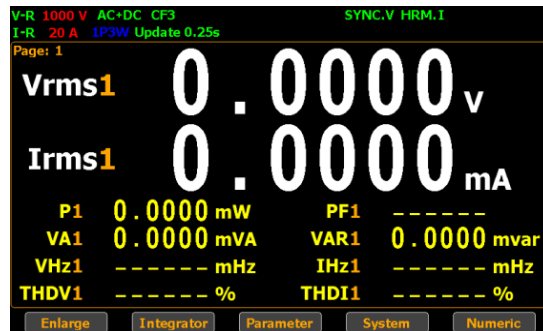 V-R 1000 V AC+DC CF3 SYNC.V HRM.I
I-R 20 A 1P3W Update 0.25s
Page: 1
Vrms1 0.0000 V
Irms1 0.0000 mA
P1 0.0000 mW PF1 ------
VA1 0.0000 mVA VAR1 0.0000 mvar
VHz1 ------ mHz IHz1 ------ mHz
THDV1 ------ % THDI1 ------ %
Enlarge Integrator Parameter System Numeric